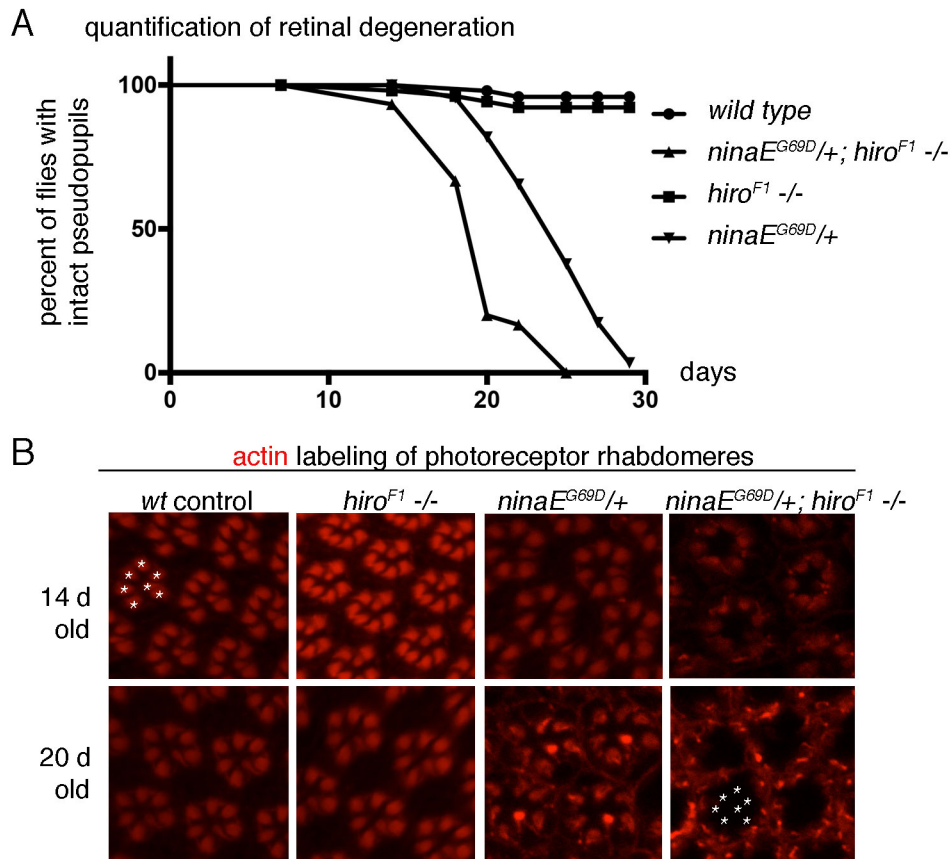 A quantification of retinal degeneration
percent of flies with
intact pseudopupils
100
50
0
0 10 20 30
days
wild type
ninaE^G69D/+; hiro^F1 -/-
hiro^F1 -/-
ninaE^G69D/+
B actin labeling of photoreceptor rhabdomeres
wt control hiro^F1 -/- ninaE^G69D/+ ninaE^G69D/+; hiro^F1 -/-
14 d
old
20 d
old